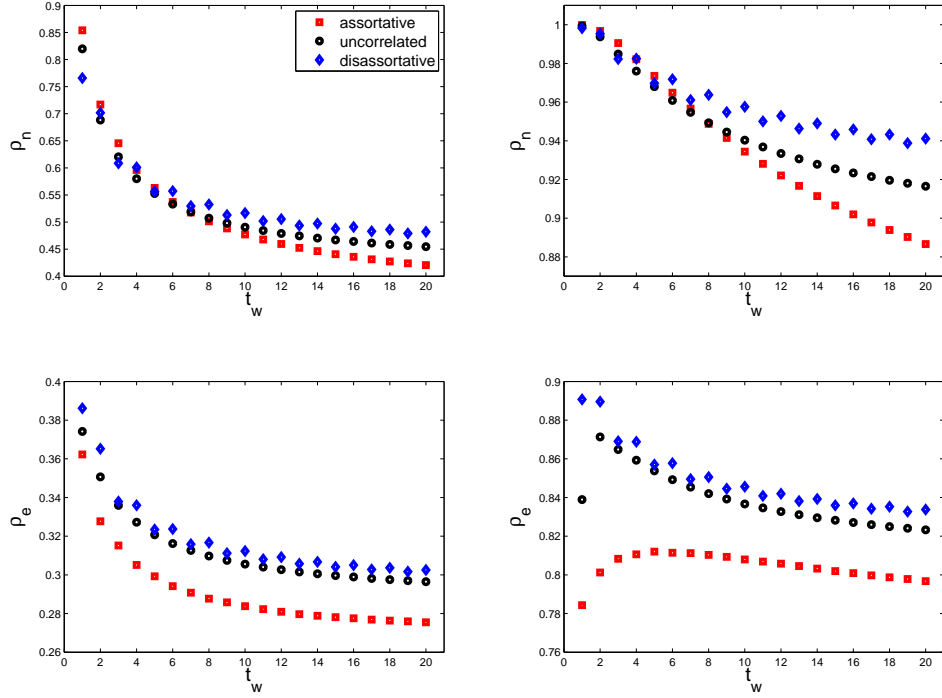 0.9
0.85
0.8
0.75
0.7
0.65
0.6
0.55
0.5
0.45
0.4
ρn
0 2 4 6 8 10 12 14 16 18 20
t_w
assortative
uncorrelated
disassortative
1
0.98
0.96
0.94
0.92
0.9
0.88
ρn
0 2 4 6 8 10 12 14 16 18 20
t_w
0.4
0.38
0.36
0.34
0.32
0.3
0.28
0.26
ρe
0 2 4 6 8 10 12 14 16 18 20
t_w
0.9
0.88
0.86
0.84
0.82
0.8
0.78
0.76
ρe
0 2 4 6 8 10 12 14 16 18 20
t_w